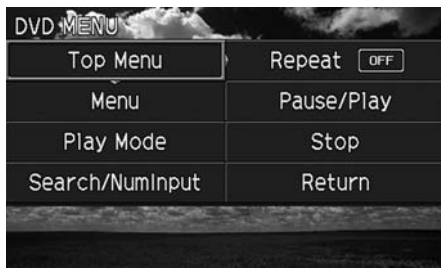 DVD MENU
Top Menu
Repeat OFF
Menu
Pause/Play
Play Mode
Stop
Search/NumInput
Return